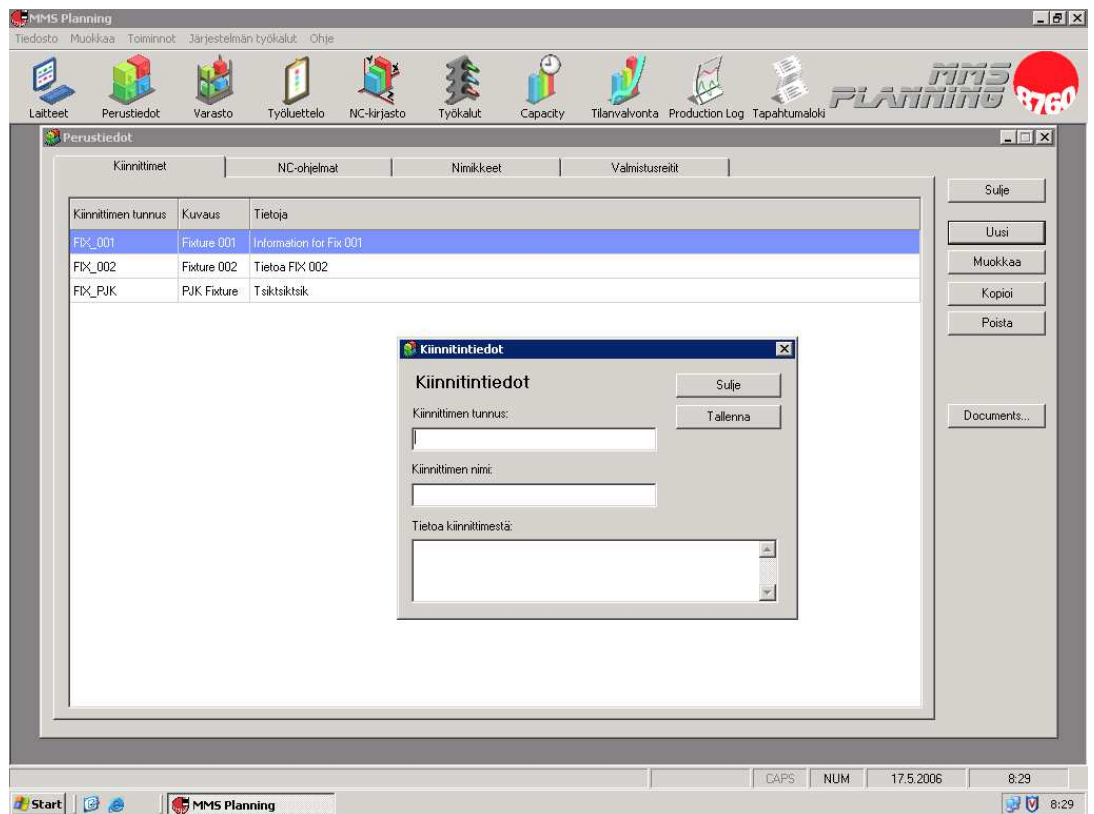 MMS Planning
Tiedosto Muokkaa Toiminnot Järjestelmän työkalut Ohje
Laitteet Perustiedot Varasto Työluettelo NC-kirjasto Työkalut Capacity Tilanvalvonta Production Log Tapahtumaloki
MMS
PLANNING
8760
Perustiedot
Kiinnittimet NC-ohjelmat Nimikkeet Valmistusreitit
Sulje
Uusi
Muokkaa
Kopioi
Poista
Documents...
Kiinnittimen tunnus Kuvaus Tietoja
FIX_001 Fixture 001 Information for Fix 001
FIX_002 Fixture 002 Tietoa FIX 002
FIX_PJK PJK Fixture Tsiktsiktsik
Kiinnitintiedot
Kiinnitintiedot
Sulje
Kiinnittimen tunnus:
Tallenna
Kiinnittimen nimi:
Tietoa kiinnittimestä:
CAPS NUM 17.5.2006 8:29
Start MMS Planning 8:29